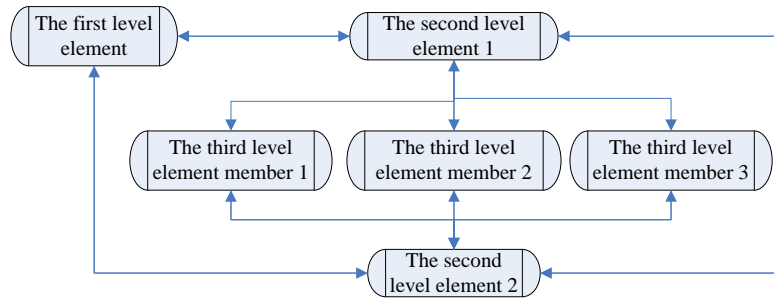 The first level
element
The second level
element 1
The third level
element member 1
The third level
element member 2
The third level
element member 3
The second
level element 2